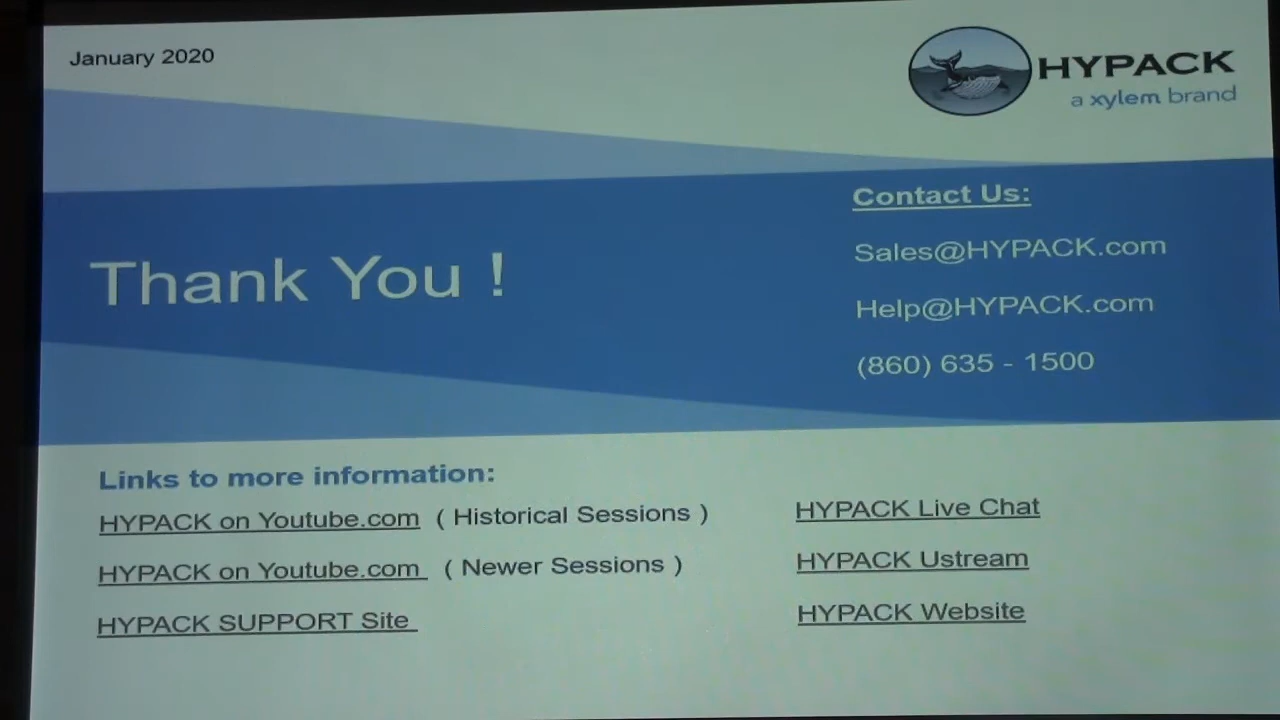 January 2020
HYPACK
a xylem brand
Thank You !
Contact Us:
Sales@HYPACK.com
Help@HYPACK.com
(860) 635 - 1500
Links to more information:
HYPACK on Youtube.com ( Historical Sessions )
HYPACK on Youtube.com ( Newer Sessions )
HYPACK SUPPORT Site
HYPACK Live Chat
HYPACK Ustream
HYPACK Website